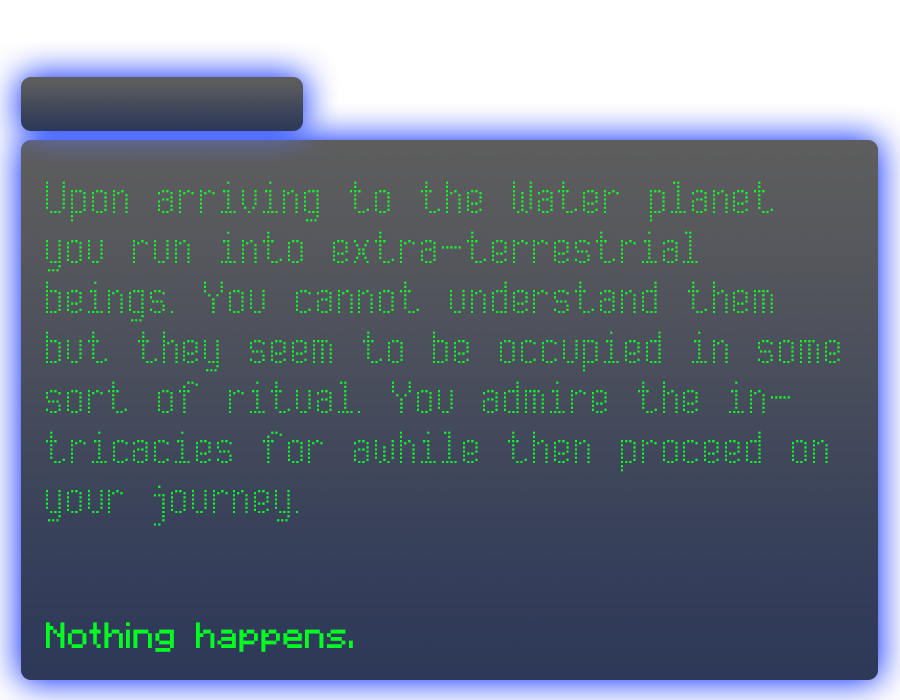 Upon arriving to the Water planet
you run into extra-terrestrial
beings. You cannot understand them
but they seem to be occupied in some
sort of ritual. You admire the in-
tricacies for awhile then proceed on
your journey.
Nothing happens.